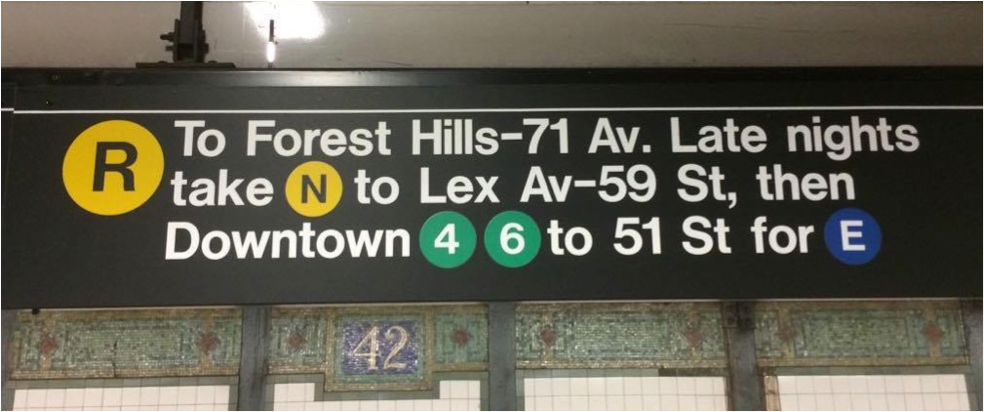 R To Forest Hills-71 Av. Late nights
take N to Lex Av-59 St, then
Downtown 4 6 to 51 St for E
42